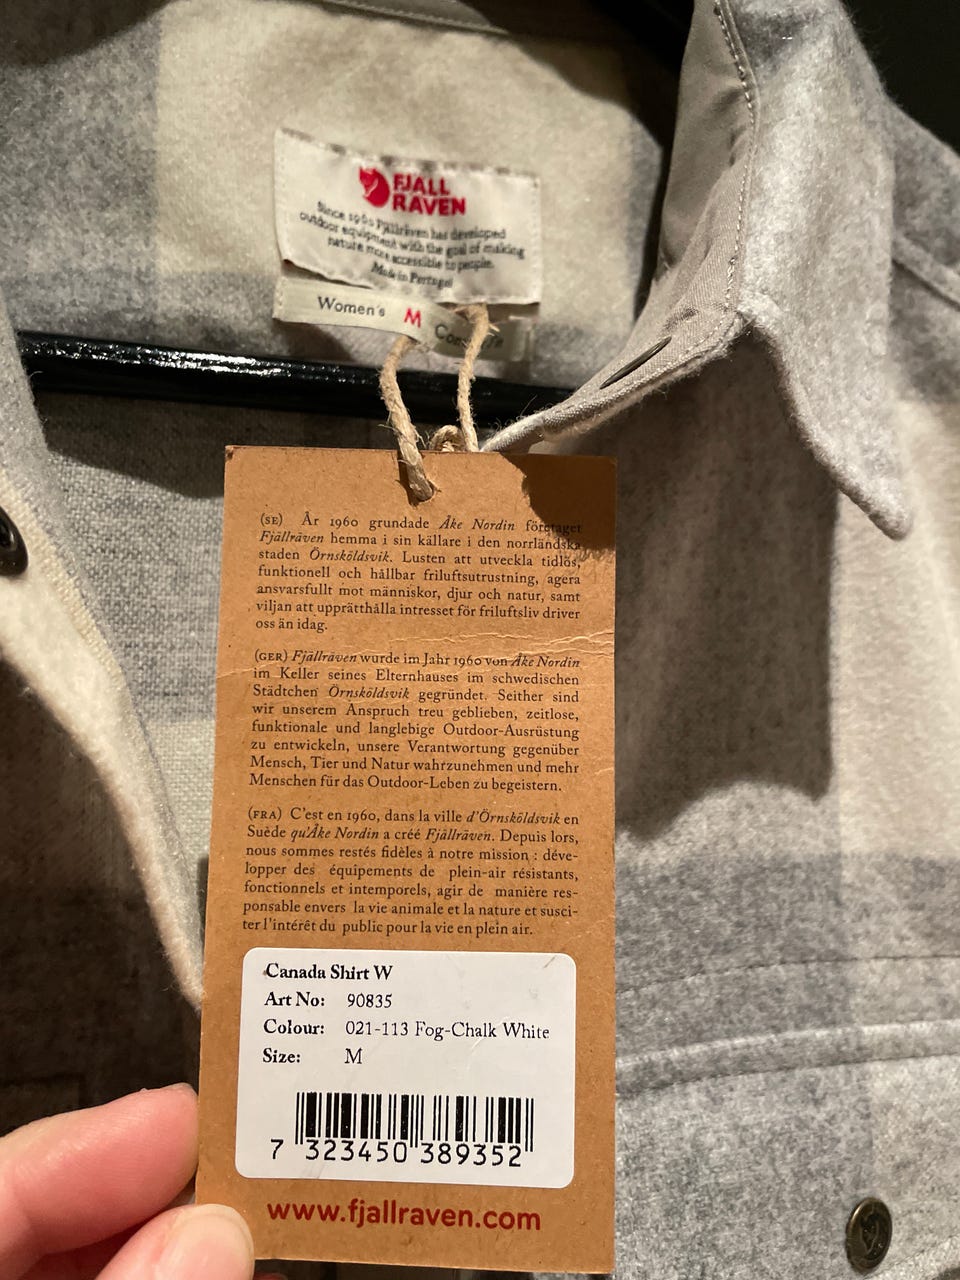 FJALL
RAVEN
Since 1960 Fjällräven has developed
outdoor equipment with the goal of making
nature more accessible to people.
Made in Portugal
Women's M
(SE) År 1960 grundade Åke Nordin företaget
Fjällräven hemma i sin källare i den norrländska
staden Örnsköldsvik. Lusten att utveckla tidlös,
funktionell och hållbar friluftsutrustning, agera
ansvarsfullt mot människor, djur och natur, samt
viljan att upprätthålla intresset för friluftsliv driver
oss än idag.
(GER) Fjällräven wurde im Jahr 1960 von Åke Nordin
im Keller seines Elternhauses im schwedischen
Städtchen Örnsköldsvik gegründet. Seither sind
wir unserem Anspruch treu geblieben, zeitlose,
funktionale und langlebige Outdoor-Ausrüstung
zu entwickeln, unsere Verantwortung gegenüber
Mensch, Tier und Natur wahrzunehmen und mehr
Menschen für das Outdoor-Leben zu begeistern.
(FRA) C'est en 1960, dans la ville d'Örnsköldsvik en
Suède qu'Åke Nordin a créé Fjällräven. Depuis lors,
nous sommes restés fidèles à notre mission : déve-
lopper des équipements de plein-air résistants,
fonctionnels et intemporels, agir de manière res-
ponsable envers la vie animale et la nature et susci-
ter l'intérêt du public pour la vie en plein air.
Canada Shirt W
Art No: 90835
Colour: 021-113 Fog-Chalk White
Size: M
7 323450 389352
www.fjallraven.com